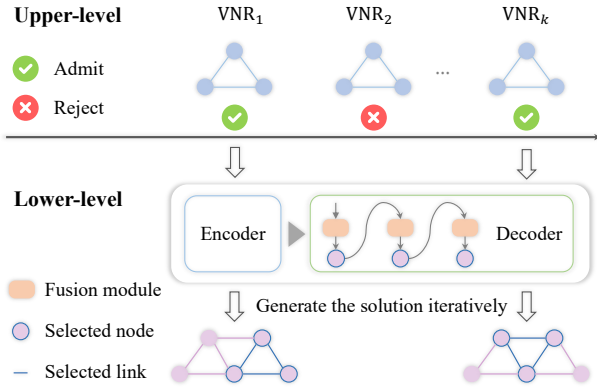 Upper-level
VNR₁
VNR₂
VNRₖ
Admit
...
Reject
Lower-level
Encoder
Decoder
Fusion module
Generate the solution iteratively
Selected node
Selected link